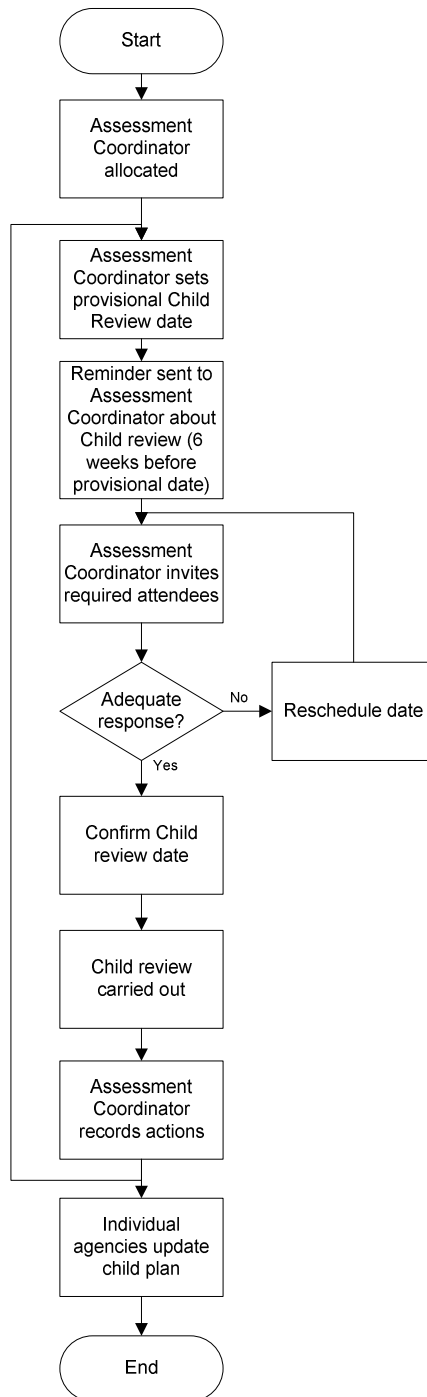 Start
Assessment
Coordinator
allocated
Assessment
Coordinator sets
provisional Child
Review date
Reminder sent to
Assessment
Coordinator about
Child review (6
weeks before
provisional date)
Assessment
Coordinator invites
required attendees
Adequate
response?
No
Reschedule date
Yes
Confirm Child
review date
Child review
carried out
Assessment
Coordinator
records actions
Individual
agencies update
child plan
End